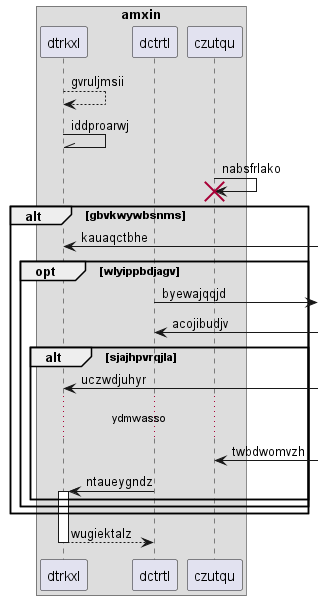 amxin
dtrkxl dctrtl czutqu
gvruljmsii
iddproarwj
nabsfrlako
alt [gbvkwywbsnms]
kauaqctbhe
opt [wlyippbdjagv]
byewajqqjd
acojibudjv
alt [sjajhpvrqjla]
uczwdjuhyr
ydmwasso
twbdwomvzh
ntaueygndz
wugiektalz
dtrkxl dctrtl czutqu